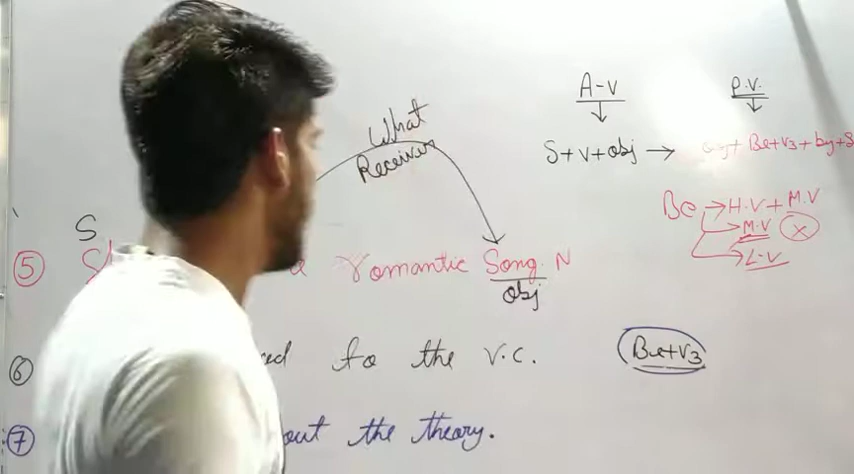 A-V P.V.
What
Receiver
S+V+obj → obj+ Be+V3+by+S
Be → H.V + M.V
→ M.V X
→ L.V
S
⑤ a romantic Song N
obj
⑥ to the V.C. Be+V3
⑦ the theory.